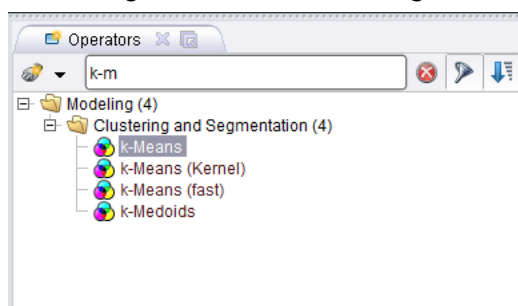 Operators
k-m
Modeling (4)
Clustering and Segmentation (4)
k-Means
k-Means (Kernel)
k-Means (fast)
k-Medoids